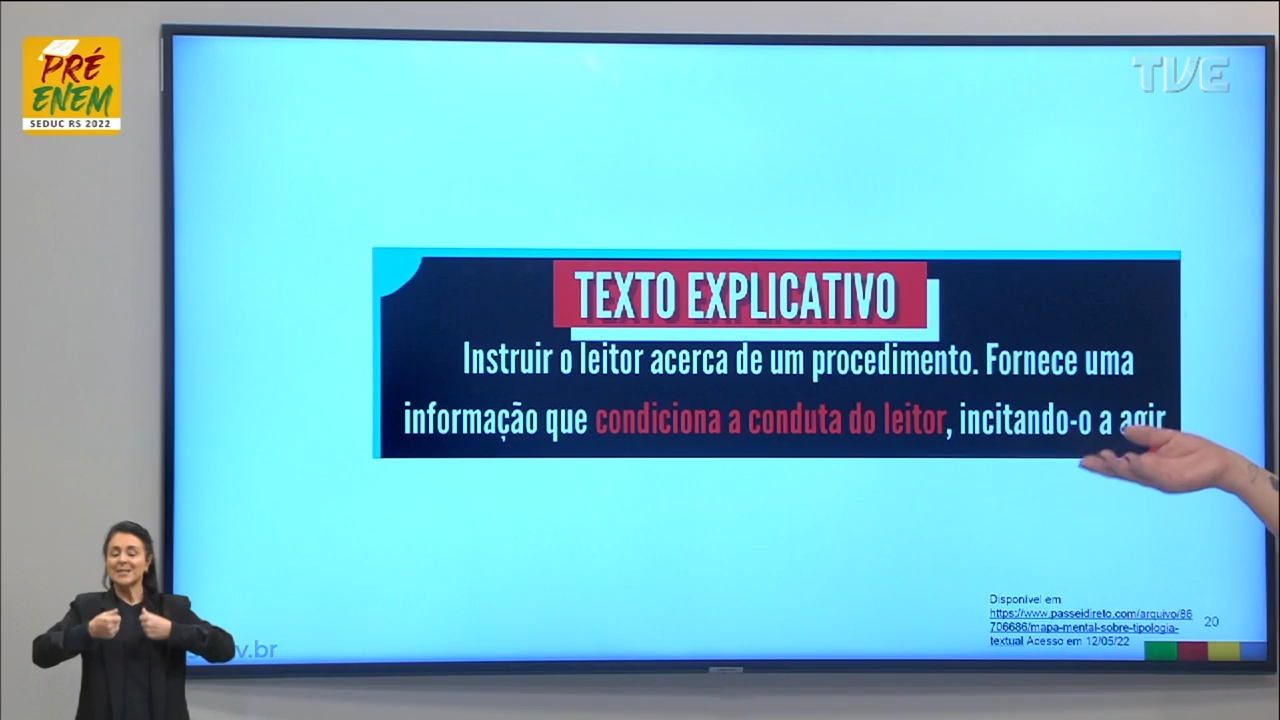 PRÉ
ENEM
SEDUC RS 2022
TVE
TEXTO EXPLICATIVO
Instruir o leitor acerca de um procedimento. Fornece uma
informação que condiciona a conduta do leitor, incitando-o a agir
Disponível em
https://www.passeidireto.com/arquivo/86
706686/mapa-mental-sobre-tipologia-
textual Acesso em 12/05/22
20
v.br